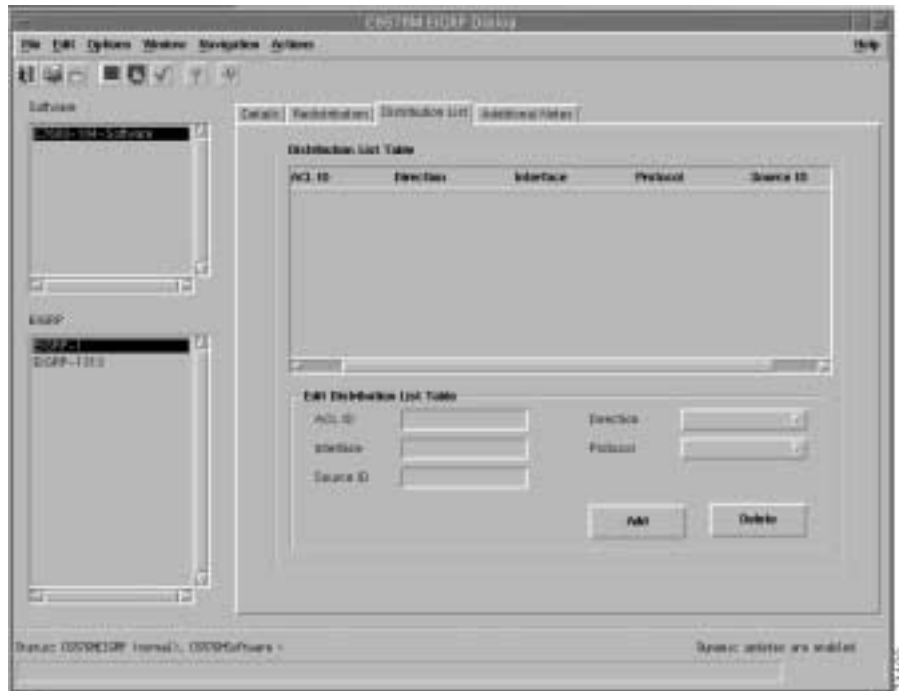 EIGRP Dialog
File Edit Options Window Navigation Actions Help
Software
Details Redistribution Distribution List Additional Notes
Distribution List Table
ACL ID Direction Interface Protocol Source ID
EIGRP
EIGRP-1
EIGRP-1313
Edit Distribution List Table
ACL ID Direction
Interface Protocol
Source ID
Add Delete
Status: (normal),
Dynamic updates are enabled